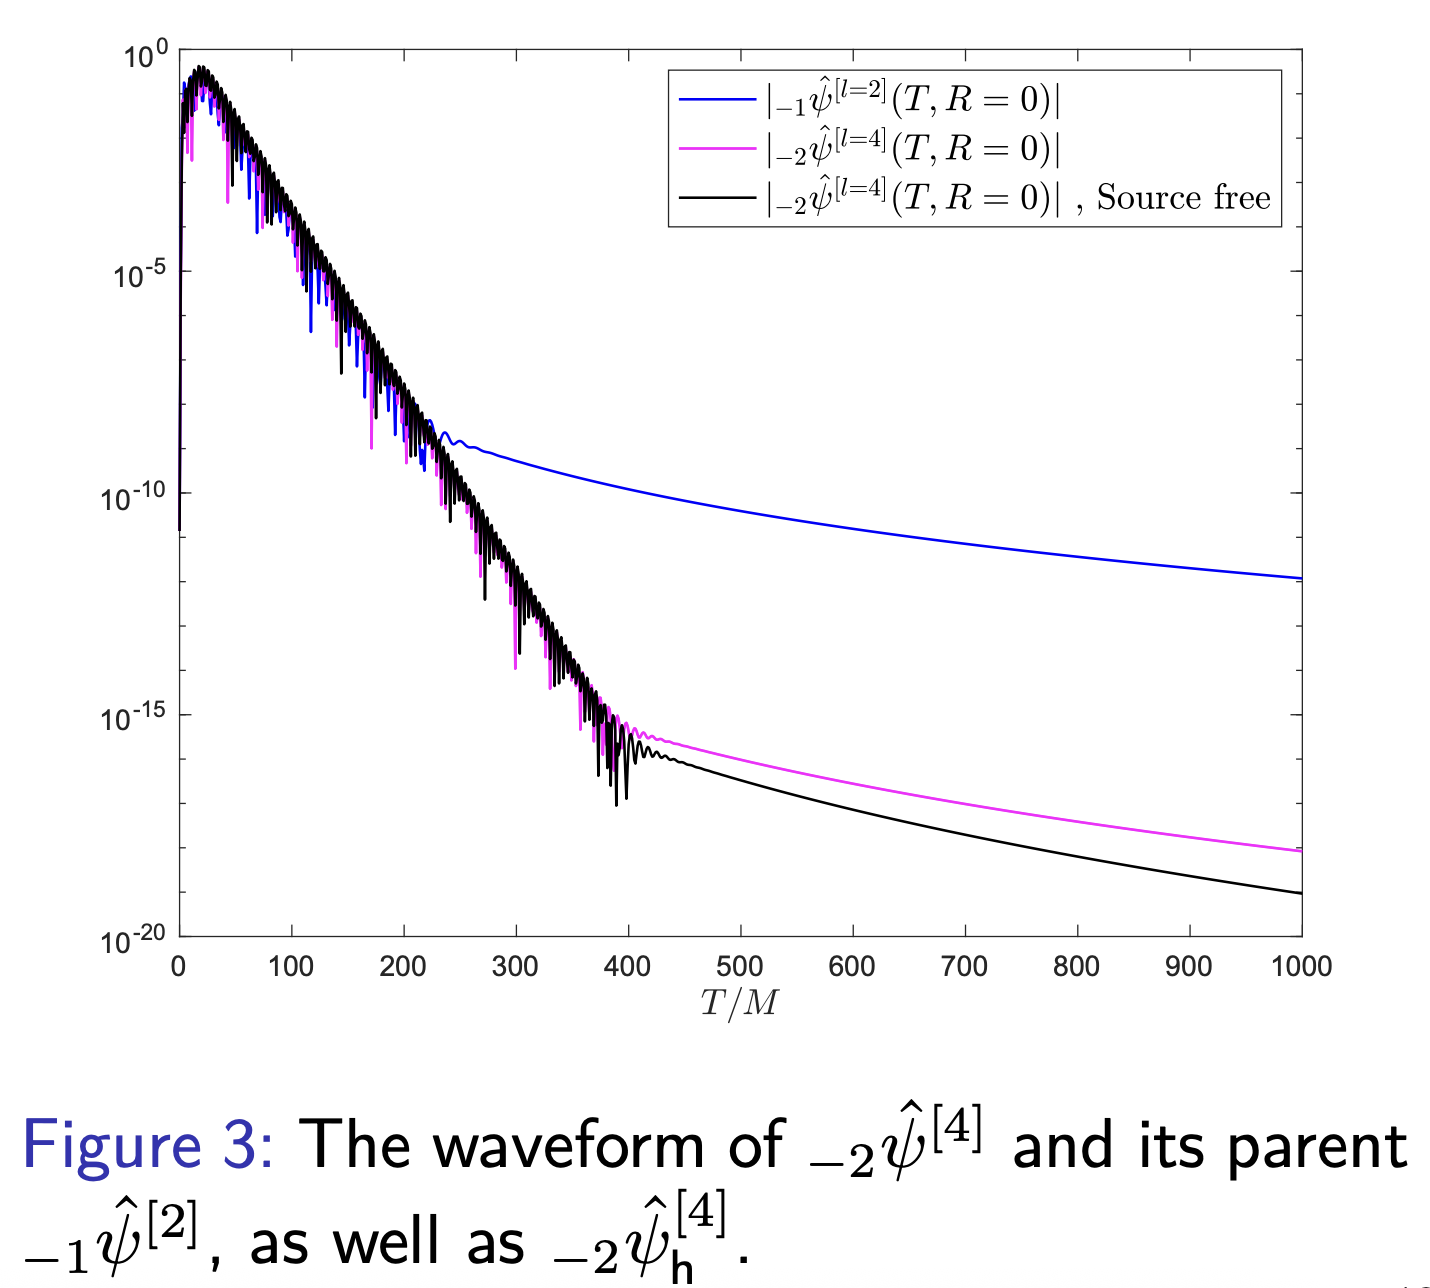 10^0
10^-5
10^-10
10^-15
10^-20
|₋₁ψ̂^[l=2](T, R = 0)|
|₋₂ψ̂^[l=4](T, R = 0)|
|₋₂ψ̂^[l=4](T, R = 0)| , Source free
0 100 200 300 400 500 600 700 800 900 1000
T/M
Figure 3: The waveform of ₋₂ψ̂^[4] and its parent
₋₁ψ̂^[2], as well as ₋₂ψ̂_h^[4].